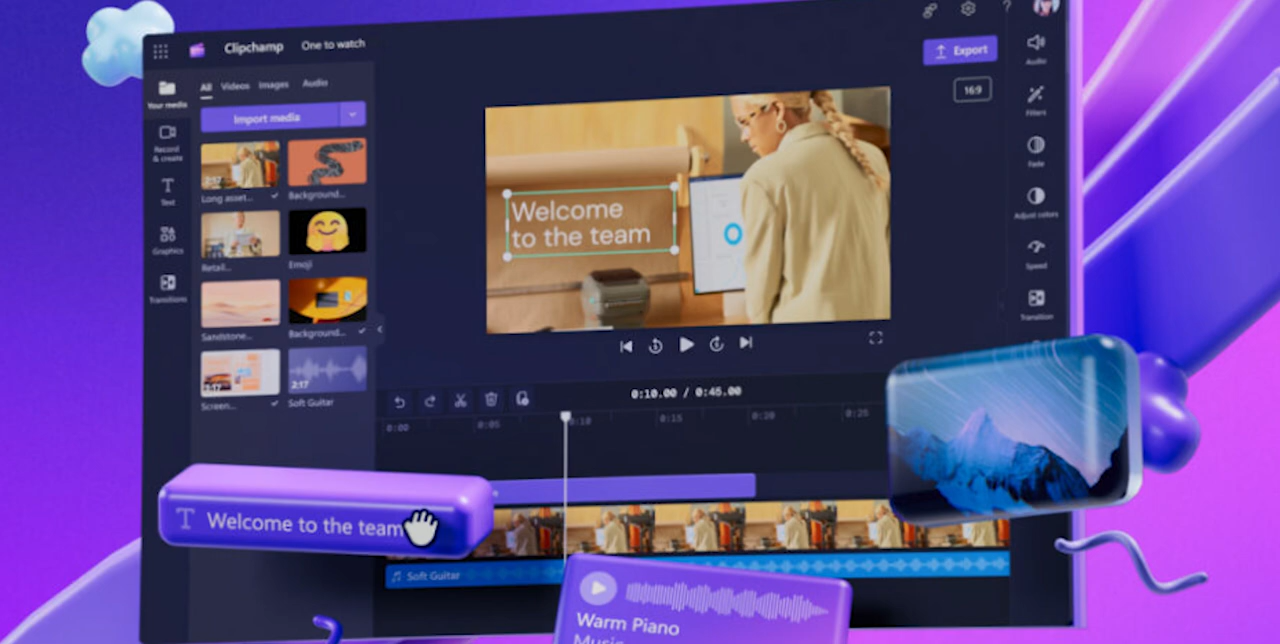 Clipchamp
One to watch
Export
16:9
All Videos Images Audio
Your media
Import media
Record
& create
Text
Graphics
Transitions
0:12
Long asset...
Background...
Retail...
Emoji
Sandstone...
Background...
Screen...
2:17
Soft Guitar
Welcome
to the team
Audio
Filters
Fade
Adjust colors
Speed
Transition
0:10.00 / 0:45.00
0:00 0:05 0:10 0:15 0:20 0:25
T Welcome to the team
Soft Guitar
Warm Piano
Music